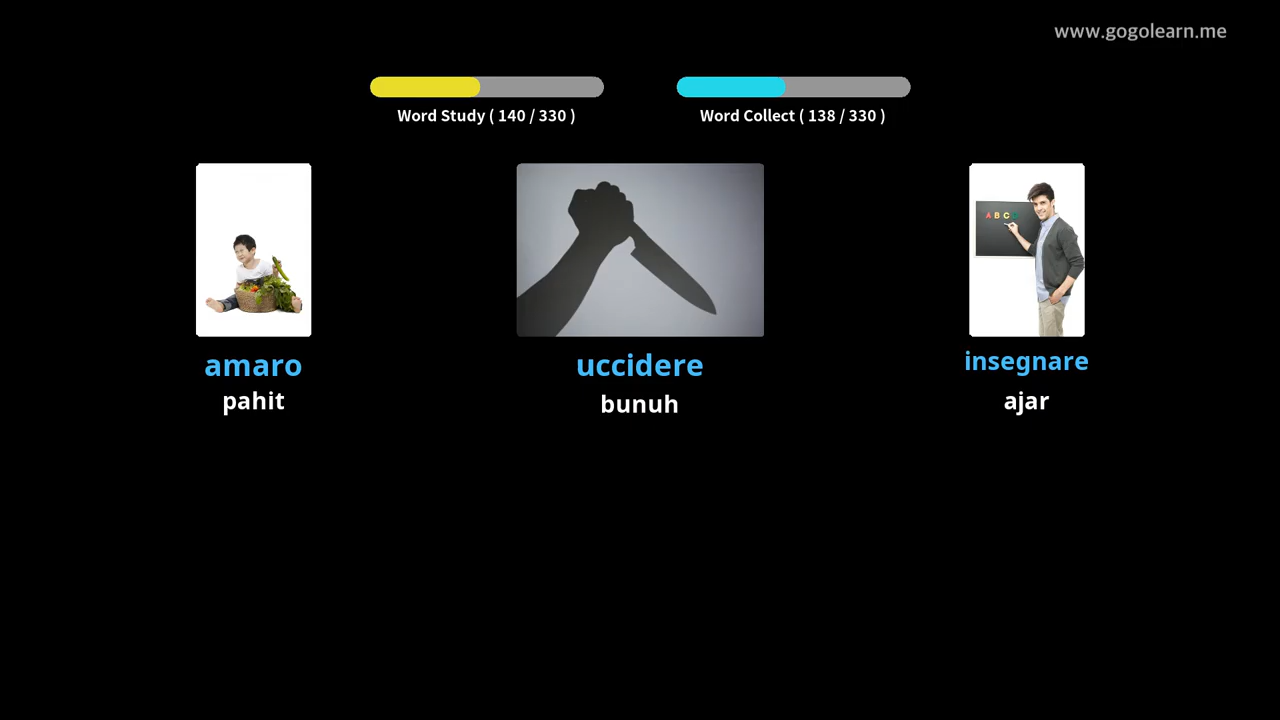 www.gogolearn.me
Word Study ( 140 / 330 )
Word Collect ( 138 / 330 )
A B C
amaro
uccidere
insegnare
pahit
bunuh
ajar